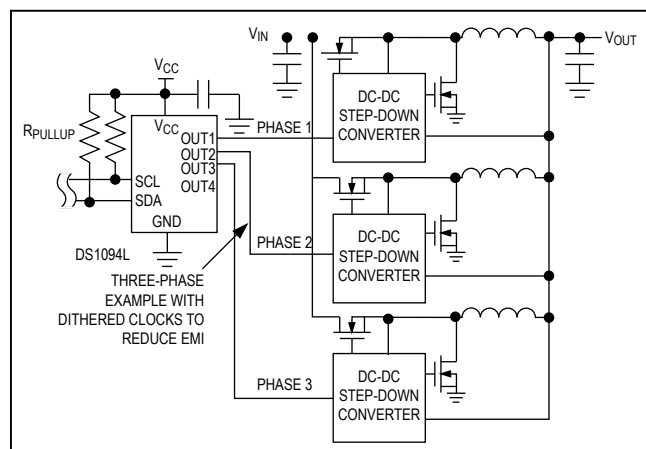 VIN
VOUT
VCC
RPULLUP
VCC
OUT1
OUT2
OUT3
OUT4
SCL
SDA
GND
DS1094L
PHASE 1
DC-DC
STEP-DOWN
CONVERTER
PHASE 2
DC-DC
STEP-DOWN
CONVERTER
THREE-PHASE
EXAMPLE WITH
DITHERED CLOCKS TO
REDUCE EMI
PHASE 3
DC-DC
STEP-DOWN
CONVERTER